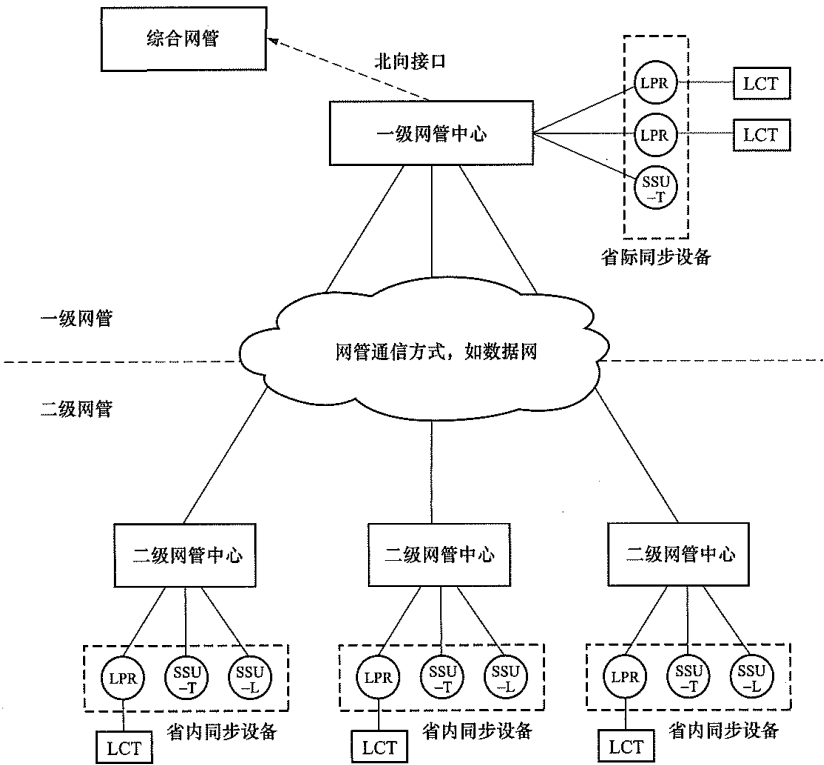 综合网管
北向接口
一级网管中心
LPR
LCT
LPR
LCT
SSU
-T
省际同步设备
一级网管
网管通信方式，如数据网
二级网管
二级网管中心
二级网管中心
二级网管中心
LPR
SSU
-T
SSU
-L
LPR
SSU
-T
SSU
-L
LPR
SSU
-T
SSU
-L
省内同步设备
省内同步设备
省内同步设备
LCT
LCT
LCT